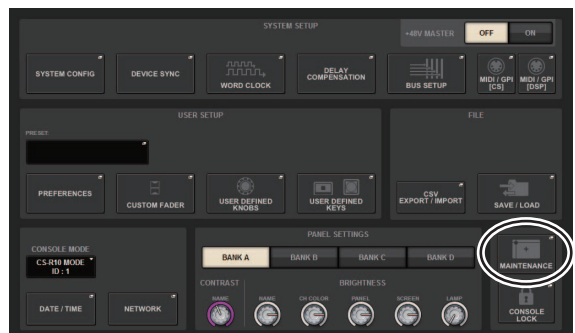 SYSTEM SETUP
+48V MASTER
OFF
ON
SYSTEM CONFIG
DEVICE SYNC
WORD CLOCK
DELAY
COMPENSATION
BUS SETUP
MIDI / GPI
[CS]
MIDI / GPI
[DSP]
USER SETUP
PRESET
PREFERENCES
CUSTOM FADER
USER DEFINED
KNOBS
USER DEFINED
KEYS
FILE
CSV
EXPORT / IMPORT
SAVE / LOAD
CONSOLE MODE
CS-R10 MODE
ID : 1
DATE / TIME
NETWORK
PANEL SETTINGS
BANK A
BANK B
BANK C
BANK D
CONTRAST
BRIGHTNESS
NAME
NAME
CH COLOR
PANEL
SCREEN
LAMP
MAINTENANCE
CONSOLE
LOCK